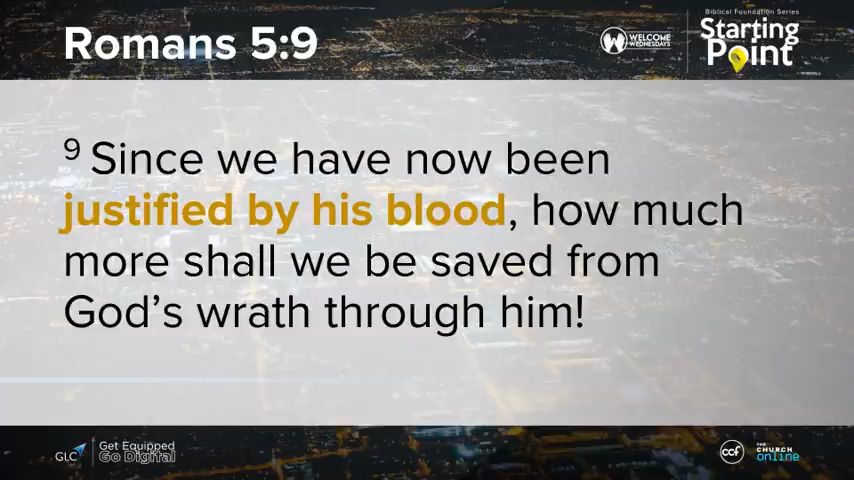 Romans 5:9
WELCOME
WEDNESDAYS
Biblical Foundation Series
Starting
Point
9 Since we have now been
justified by his blood, how much
more shall we be saved from
God’s wrath through him!
GLC
Get Equipped
Go Digital
ccf
THE
CHURCH
online